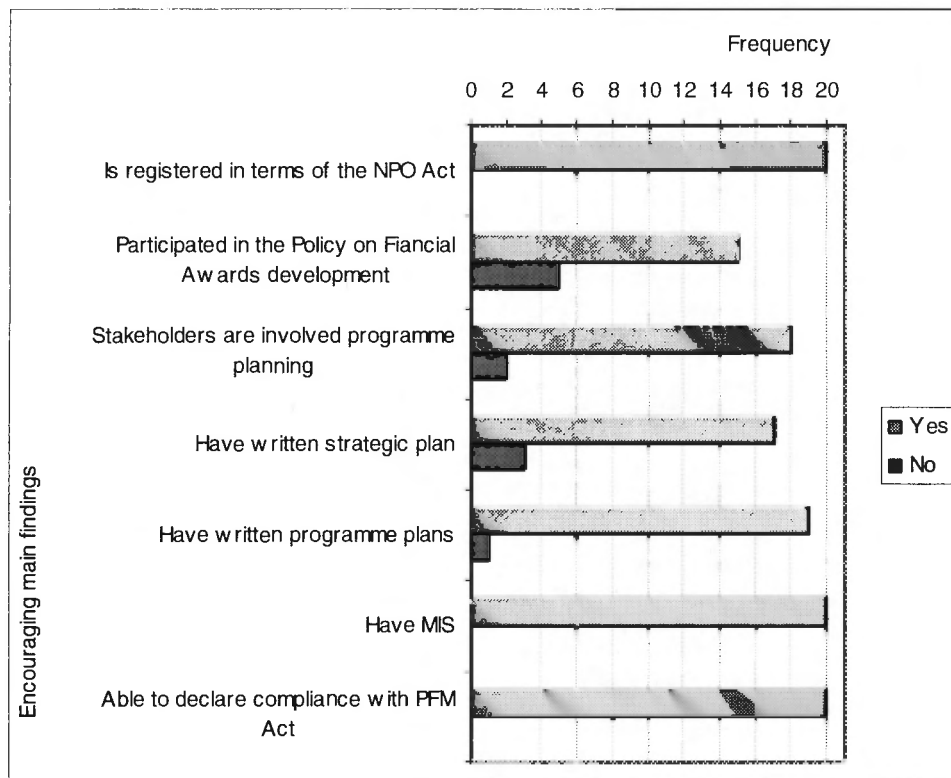 Frequency
0 2 4 6 8 10 12 14 16 18 20
Is registered in terms of the NPO Act
Participated in the Policy on Fiancial
Awards development
Stakeholders are involved programme
planning
Have written strategic plan
Have written programme plans
Have MIS
Able to declare compliance with PFM
Act
Encouraging main findings
Yes
No